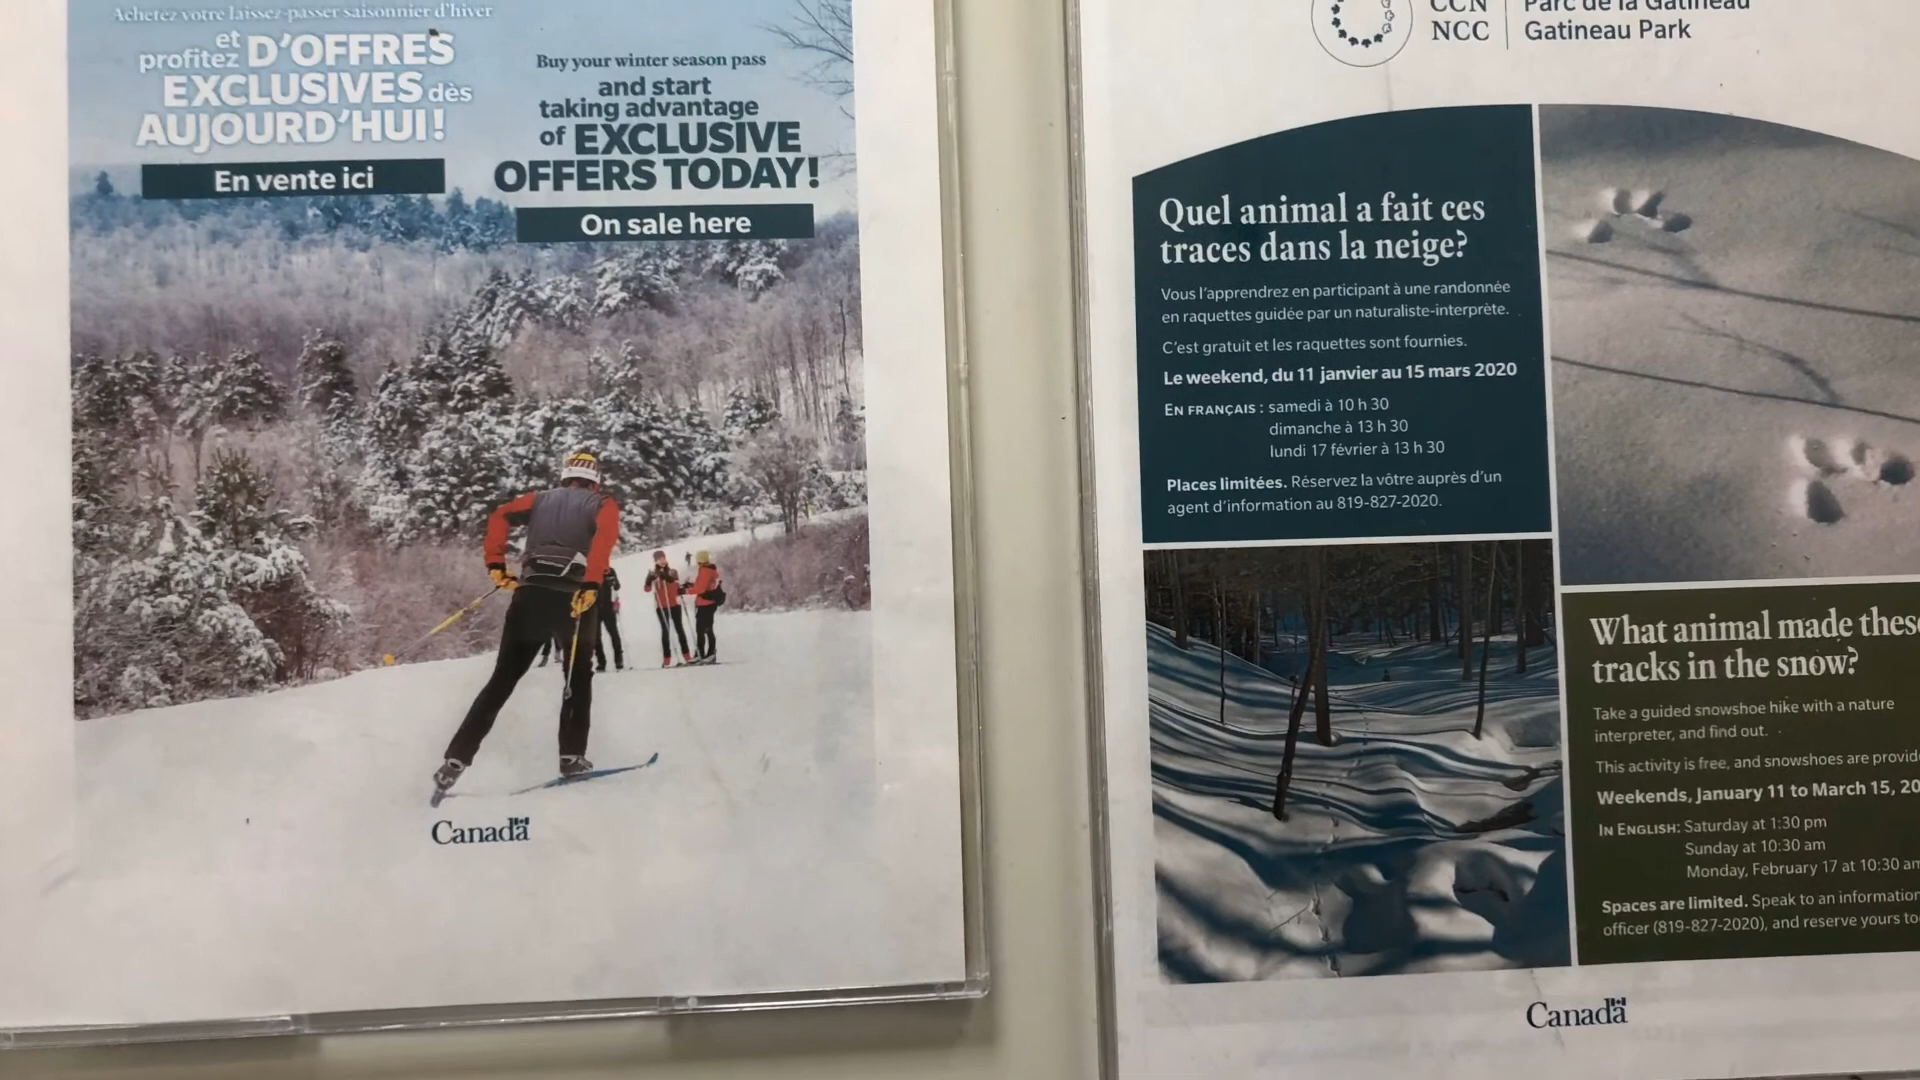 Achetez votre laissez-passer saisonnier d'hiver
et
profitez D'OFFRES
EXCLUSIVES dès
AUJOURD'HUI!
En vente ici
Buy your winter season pass
and start
taking advantage
of EXCLUSIVE
OFFERS TODAY!
On sale here
Canada
CCN
NCC
Parc de la Gatineau
Gatineau Park
Quel animal a fait ces
traces dans la neige?
Vous l'apprendrez en participant à une randonnée
en raquettes guidée par un naturaliste-interprète.
C'est gratuit et les raquettes sont fournies.
Le weekend, du 11 janvier au 15 mars 2020
EN FRANÇAIS : samedi à 10 h 30
dimanche à 13 h 30
lundi 17 février à 13 h 30
Places limitées. Réservez la vôtre auprès d'un
agent d'information au 819-827-2020.
What animal made these
tracks in the snow?
Take a guided snowshoe hike with a nature
interpreter, and find out.
This activity is free, and snowshoes are provid
Weekends, January 11 to March 15, 20
IN ENGLISH: Saturday at 1:30 pm
Sunday at 10:30 am
Monday, February 17 at 10:30 am
Spaces are limited. Speak to an information
officer (819-827-2020), and reserve yours to
Canada